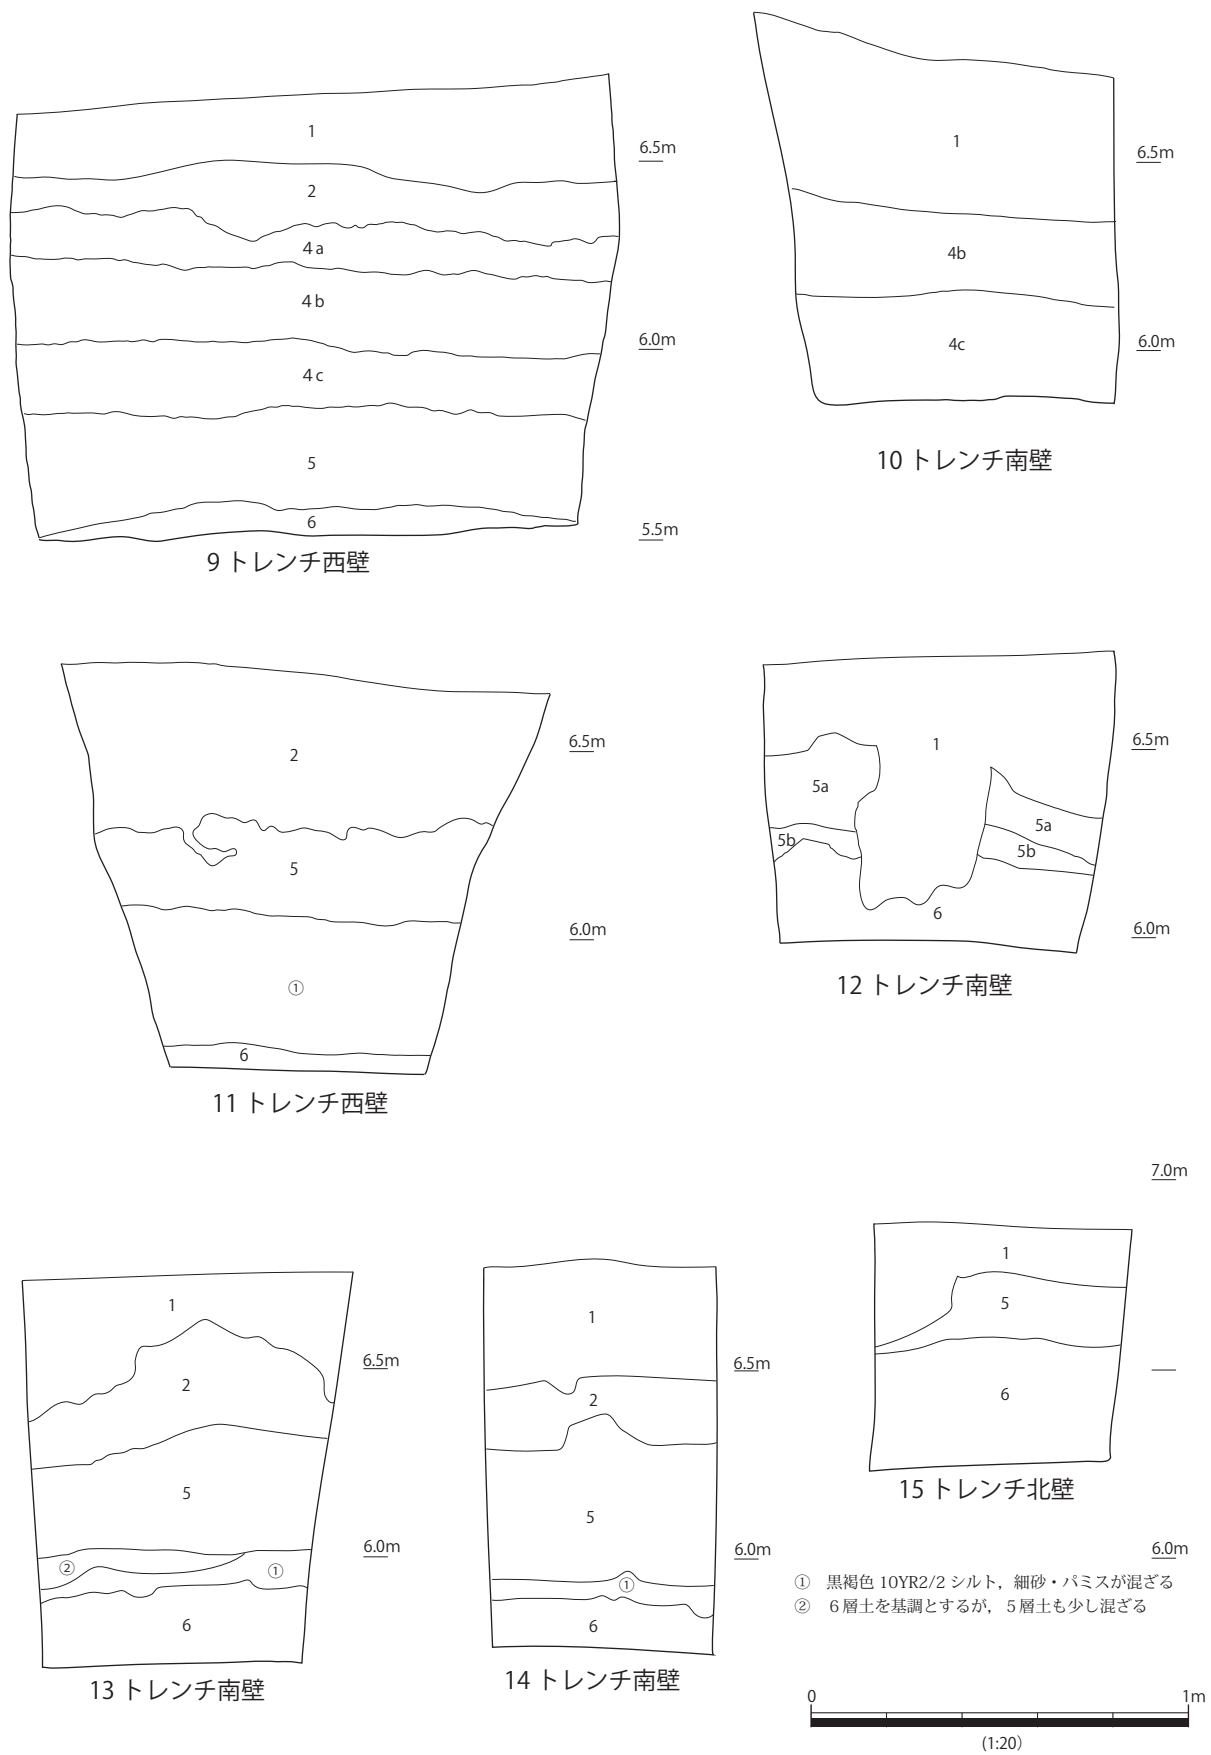 1
2
4a
4b
4c
5
6
6.5m
6.0m
5.5m
9 トレンチ西壁
1
4b
4c
6.5m
6.0m
10 トレンチ南壁
2
5
①
6
6.5m
6.0m
11 トレンチ西壁
1
5a
5a
5b
5b
6
6.5m
6.0m
12 トレンチ南壁
1
2
5
②
①
6
6.5m
6.0m
13 トレンチ南壁
1
2
5
①
6
6.5m
6.0m
14 トレンチ南壁
7.0m
1
5
6
6.0m
15 トレンチ北壁
① 黒褐色 10YR2/2 シルト，細砂・パミスが混ざる
② ６層土を基調とするが，５層土も少し混ざる
0 1m
(1:20)